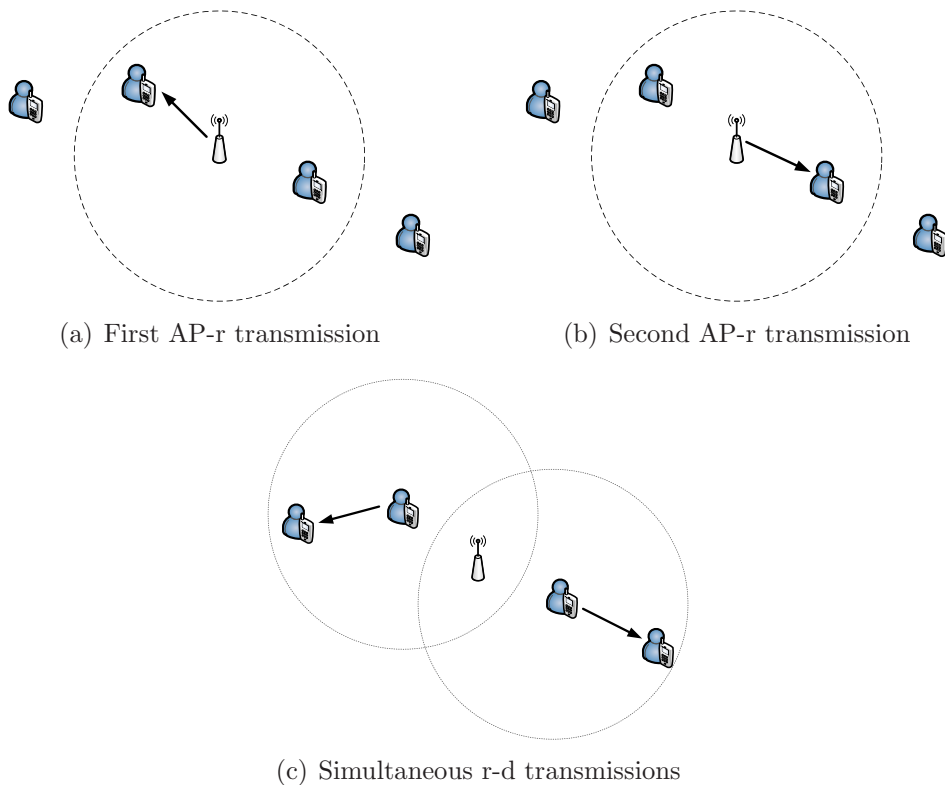 (a) First AP-r transmission
(b) Second AP-r transmission
(c) Simultaneous r-d transmissions